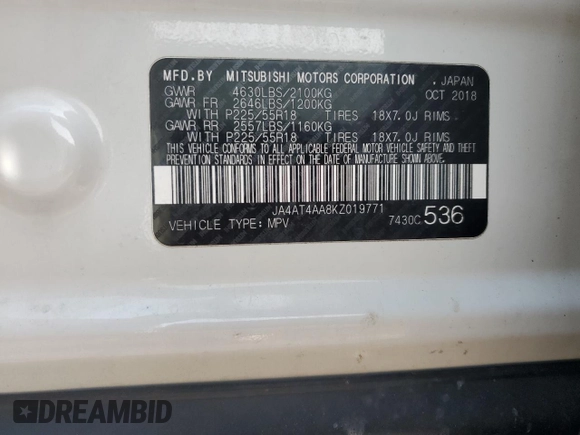 MFD.BY MITSUBISHI MOTORS CORPORATION , JAPAN
GVWR 4630LBS/2100KG OCT 2018
GAWR FR 2646LBS/1200KG
WITH P225/55R18 TIRES 18X7.0J RIMS,
GAWR RR 2557LBS/1160KG
WITH P225/55R18 TIRES 18X7.0J RIMS
THIS VEHICLE CONFORMS TO ALL APPLICABLE FEDERAL MOTOR VEHICLE SAFETY AND THEFT
PREVENTION STANDARDS IN EFFECT ON THE DATE OF MANUFACTURE SHOWN ABOVE.
JA4AT4AA8KZ019771
VEHICLE TYPE: MPV 7430C 536
DREAMBID